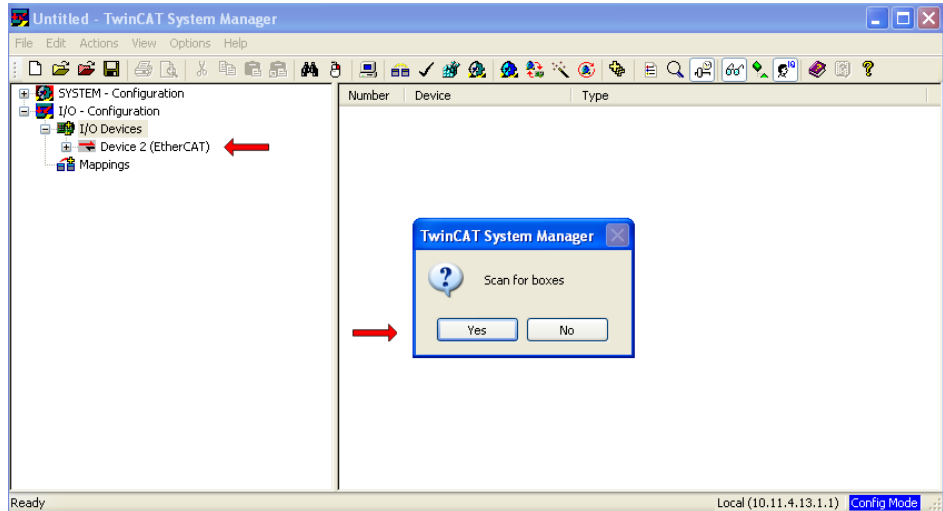 Untitled - TwinCAT System Manager
File Edit Actions View Options Help
SYSTEM - Configuration
I/O - Configuration
I/O Devices
Device 2 (EtherCAT)
Mappings
Number Device Type
TwinCAT System Manager
Scan for boxes
Yes No
Ready Local (10.11.4.13.1.1) Config Mode